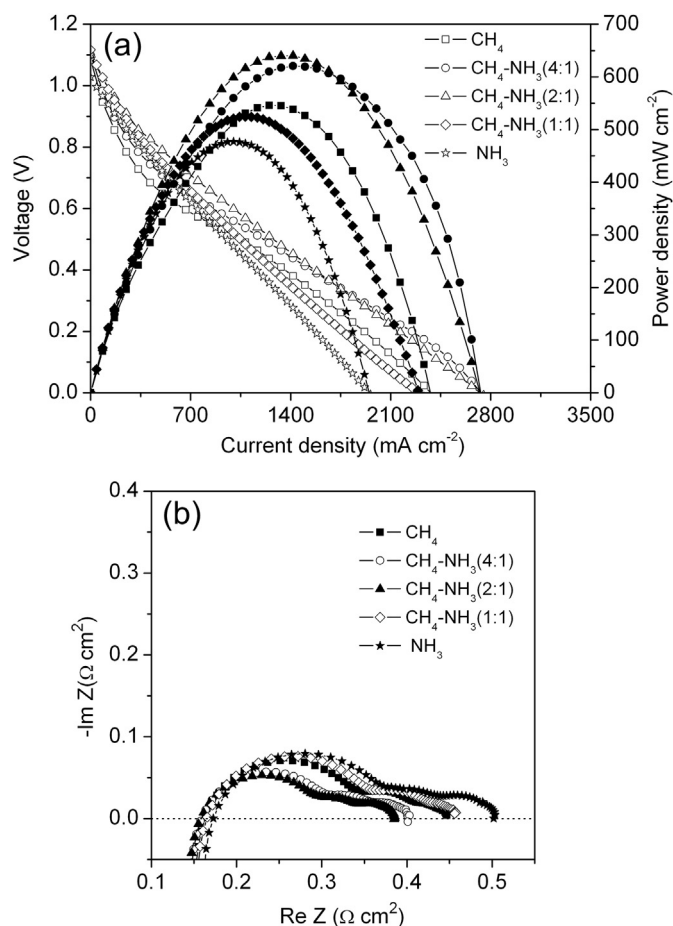 (a)
CH₄
CH₄-NH₃(4:1)
CH₄-NH₃(2:1)
CH₄-NH₃(1:1)
NH₃
1.2
1.0
0.8
0.6
0.4
0.2
0.0
Voltage (V)
700
600
500
400
300
200
100
0
Power density (mW cm⁻²)
0 700 1400 2100 2800 3500
Current density (mA cm⁻²)
(b)
CH₄
CH₄-NH₃(4:1)
CH₄-NH₃(2:1)
CH₄-NH₃(1:1)
NH₃
0.4
0.3
0.2
0.1
0.0
-Im Z(Ω cm²)
0.1 0.2 0.3 0.4 0.5
Re Z (Ω cm²)